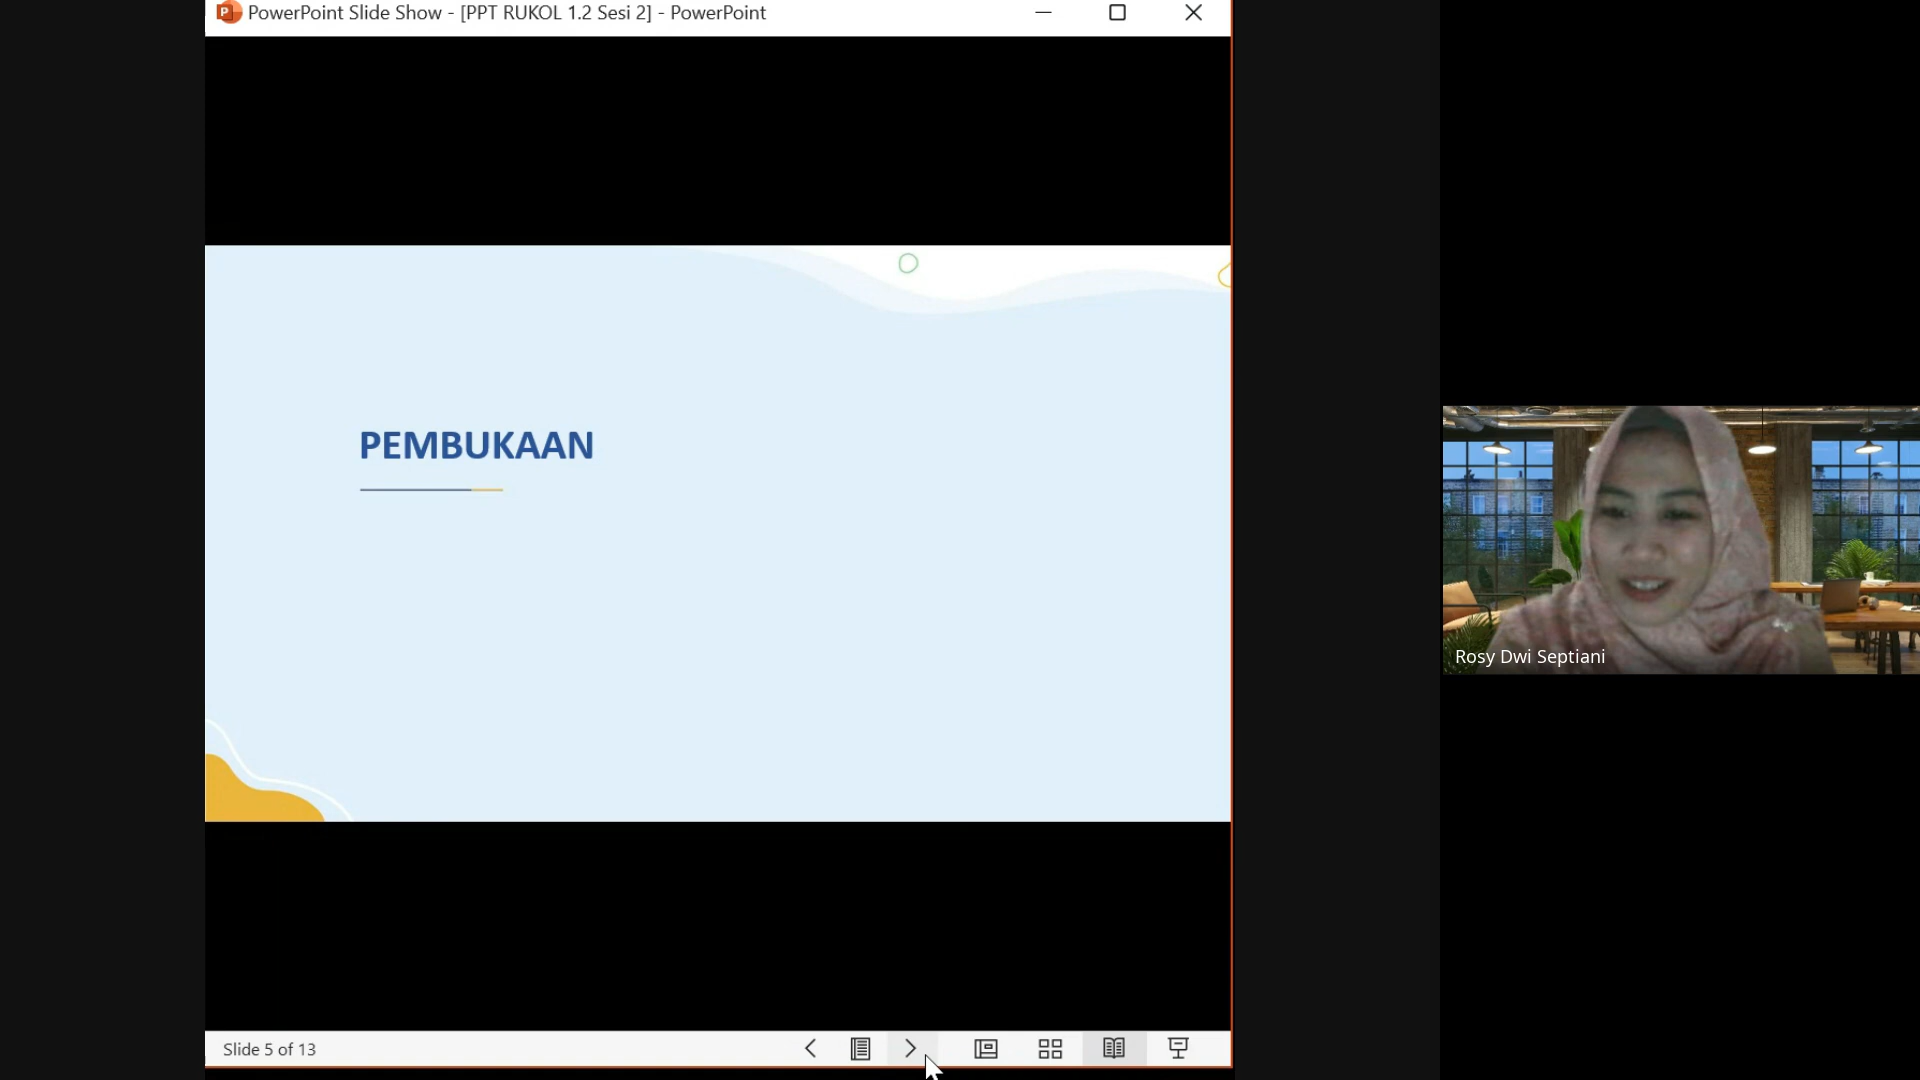 PowerPoint Slide Show - [PPT RUKOL 1.2 Sesi 2] - PowerPoint
PEMBUKAAN
Rosy Dwi Septiani
Slide 5 of 13